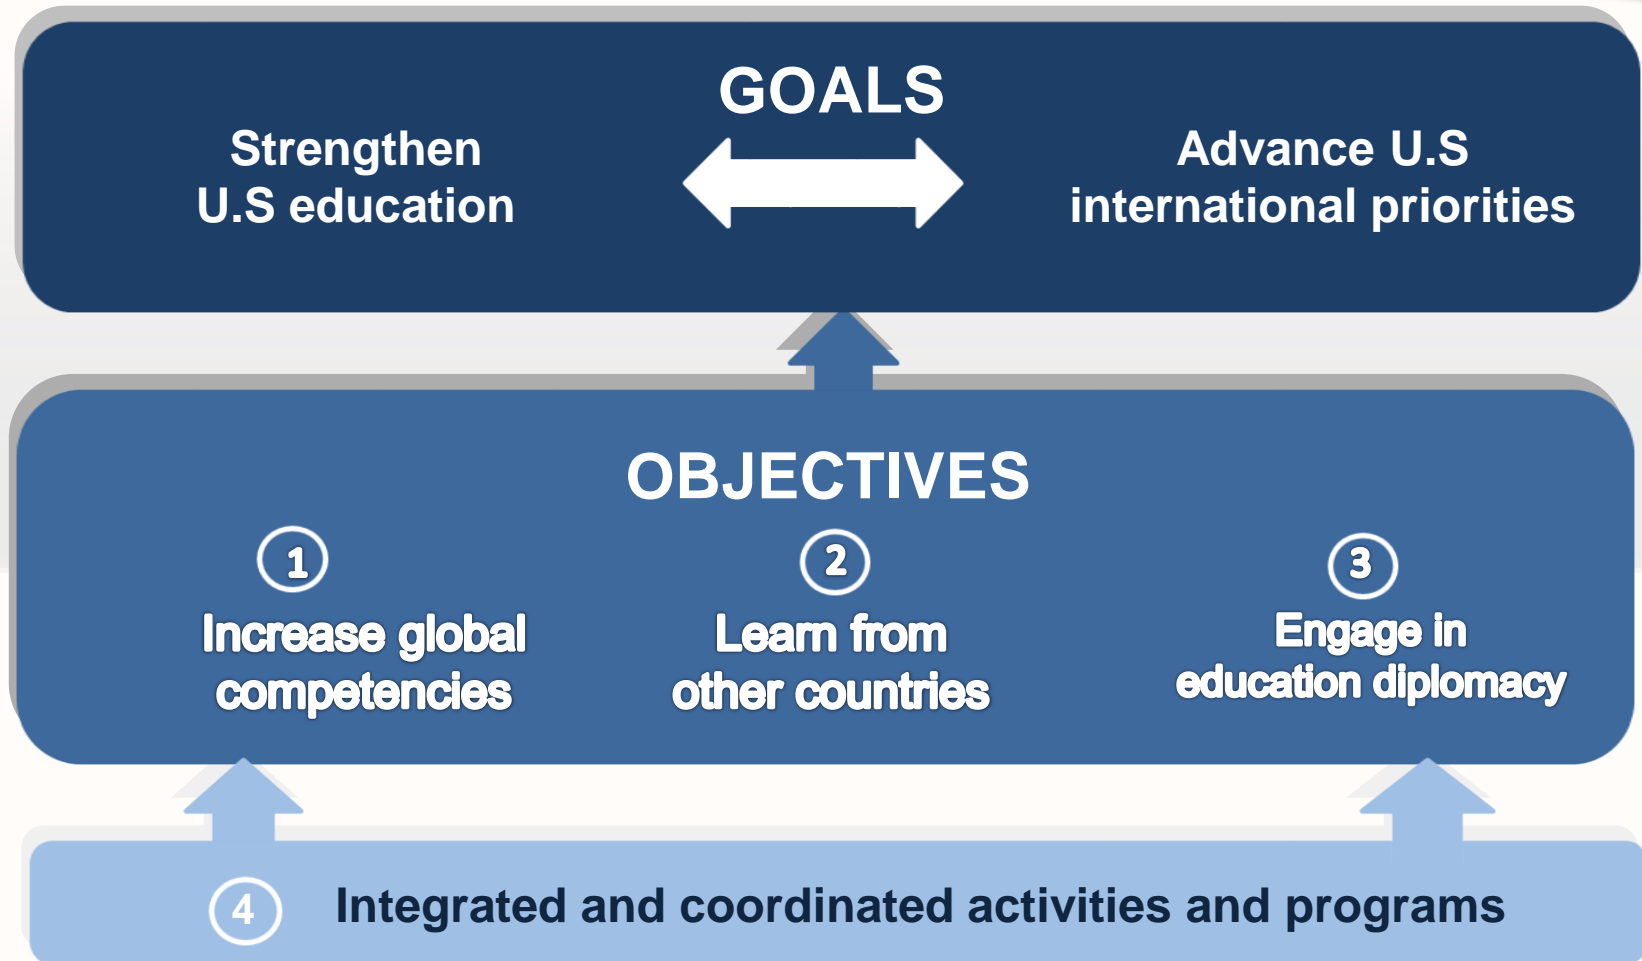 GOALS
Strengthen
U.S education
Advance U.S
international priorities
OBJECTIVES
1
Increase global
competencies
2
Learn from
other countries
3
Engage in
education diplomacy
4 Integrated and coordinated activities and programs